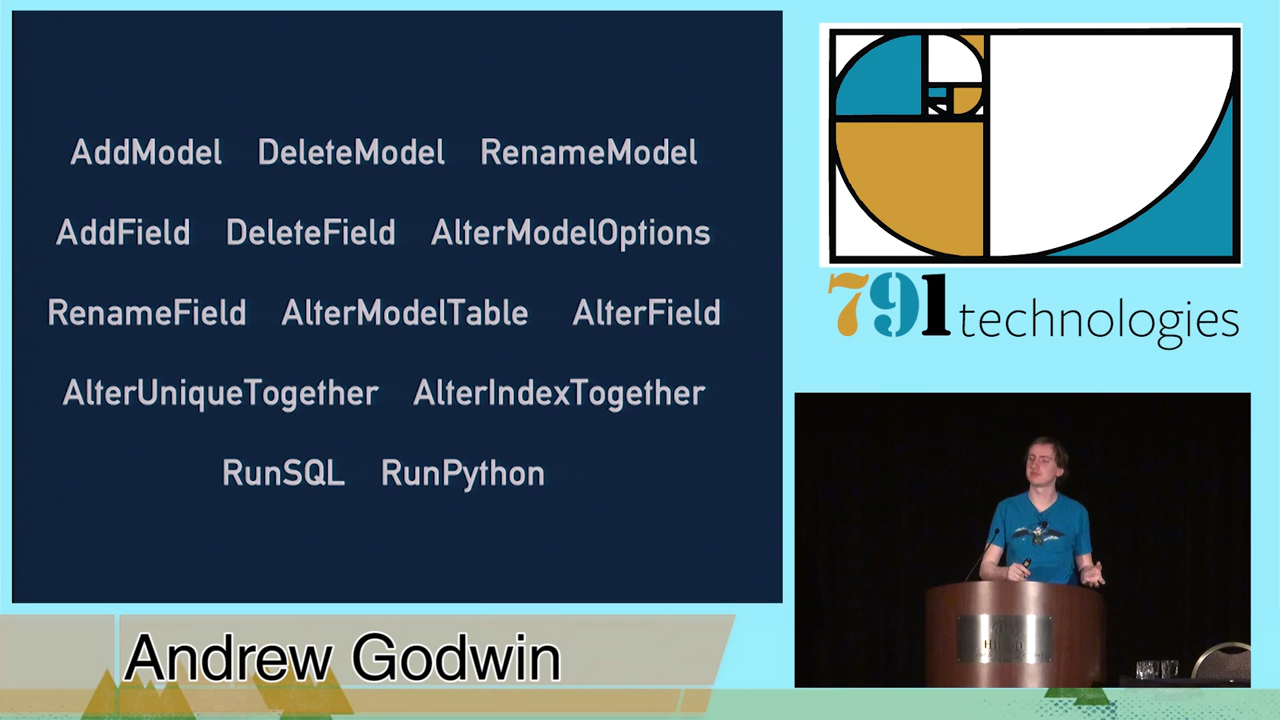 AddModel DeleteModel RenameModel
AddField DeleteField AlterModelOptions
RenameField AlterModelTable AlterField
AlterUniqueTogether AlterIndexTogether
RunSQL RunPython
791 technologies
Andrew Godwin